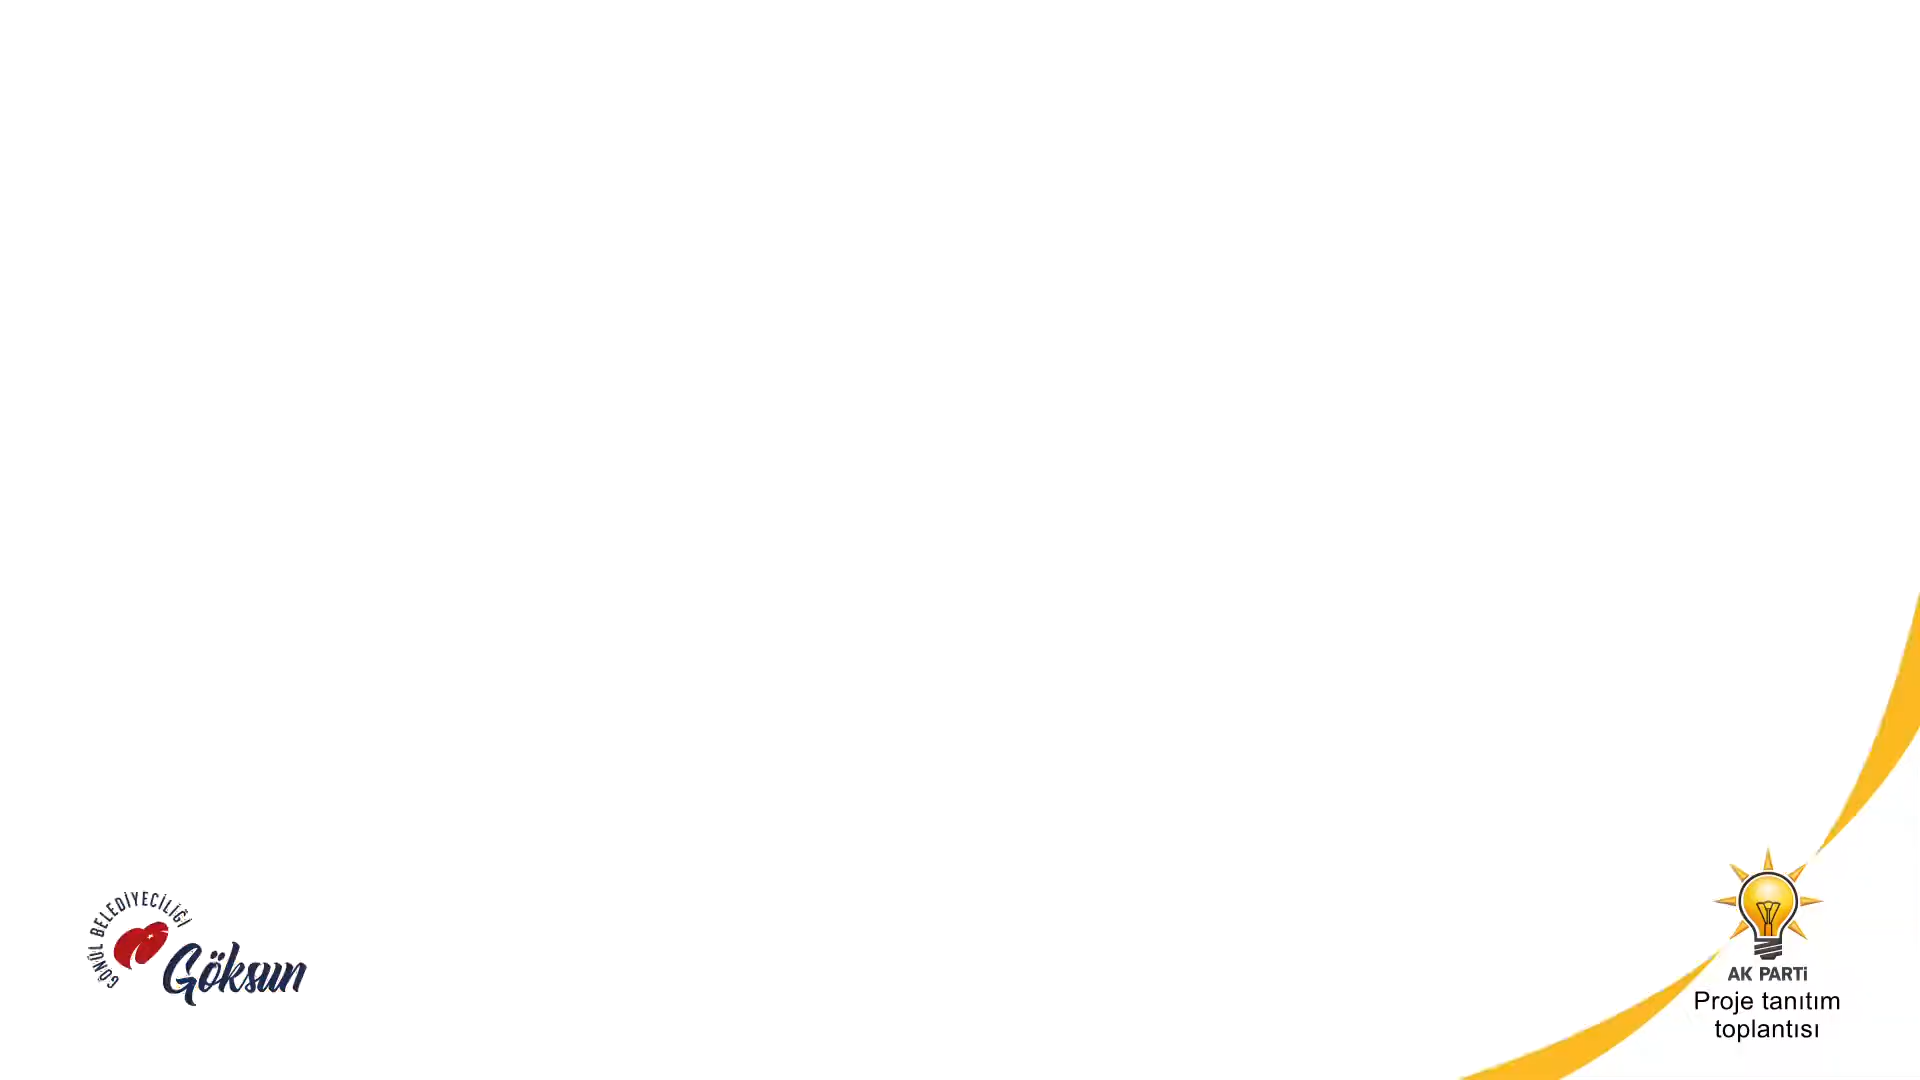 GÖNÜL BELEDİYECİLİĞİ
Göksun
AK PARTİ
Proje tanıtım
toplantısı